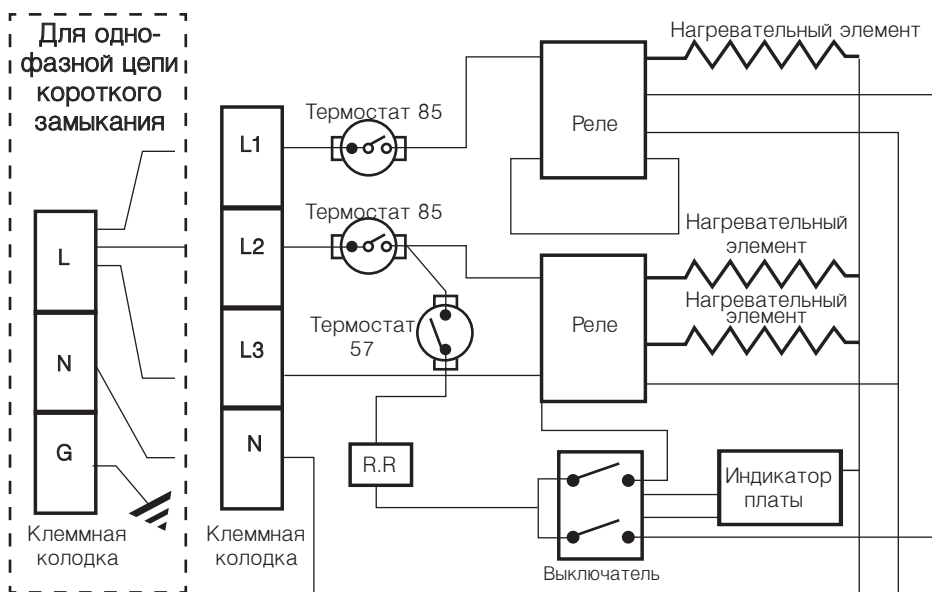 Для одно-
фазной цепи
короткого
замыкания
L
N
G
Клеммная
колодка
L1
L2
L3
N
Клеммная
колодка
Термостат 85
Термостат 85
Термостат
57
R.R
Реле
Нагревательный элемент
Реле
Нагревательный
элемент
Нагревательный
элемент
Индикатор
платы
Выключатель